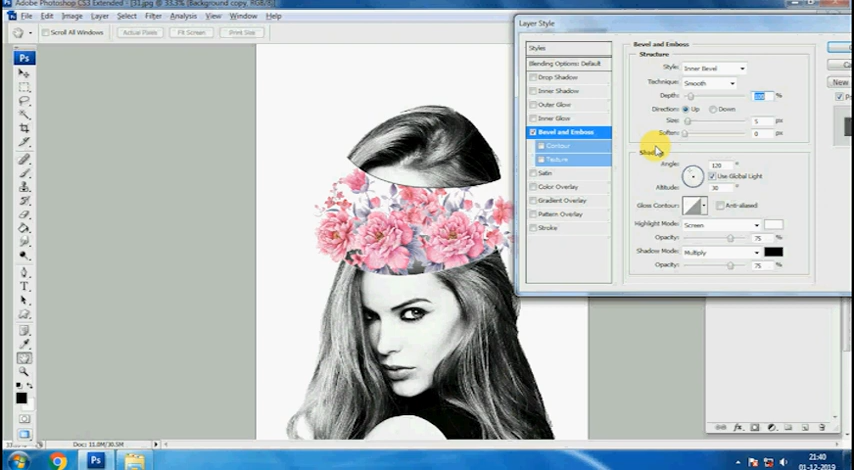 Adobe Photoshop CS3 Extended - [31.jpg @ 33.3% (Background copy, RGB/8)]
File Edit Image Layer Select Filter Analysis View Window Help
Scroll All Windows Actual Pixels Fit Screen Print Size
Ps
Layer Style
Styles
Blending Options: Default
Drop Shadow
Inner Shadow
Outer Glow
Inner Glow
Bevel and Emboss
Contour
Texture
Satin
Color Overlay
Gradient Overlay
Pattern Overlay
Stroke
Bevel and Emboss
Structure
Style: Inner Bevel
Technique: Smooth
Depth: %
Direction: Up Down
Size: 5 px
Soften: 0 px
Angle: 120 °
Use Global Light
Altitude: 30 °
Gloss Contour: Anti-aliased
Highlight Mode: Screen
Opacity: 75 %
Shadow Mode: Multiply
Opacity: 75 %
New
Doc: 11.0M/30.5M
Ps
21:40
01-12-2019